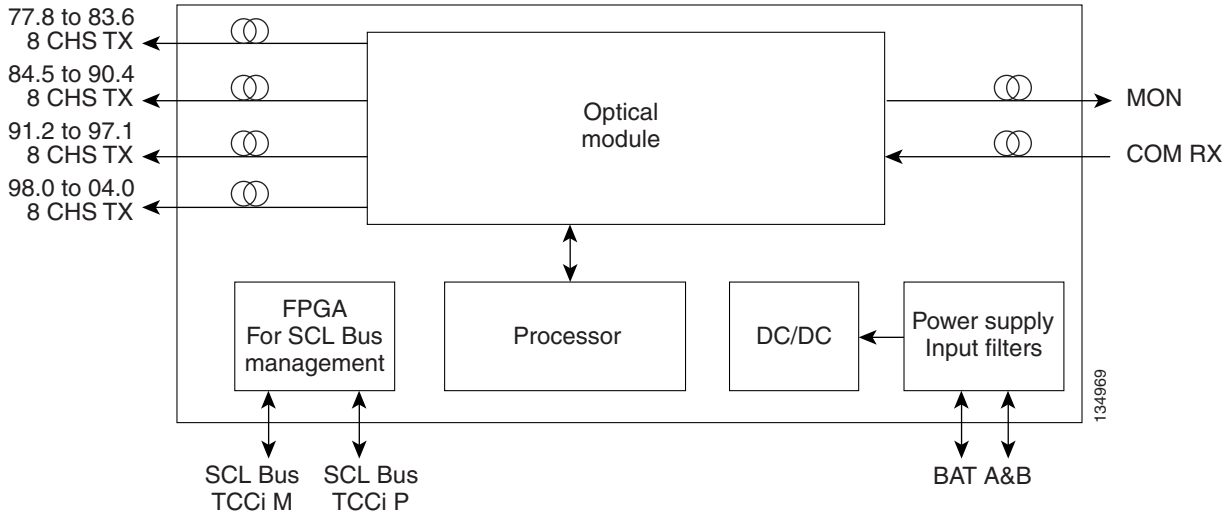 77.8 to 83.6
8 CHS TX
84.5 to 90.4
8 CHS TX
91.2 to 97.1
8 CHS TX
98.0 to 04.0
8 CHS TX
Optical
module
MON
COM RX
FPGA
For SCL Bus
management
Processor
DC/DC
Power supply
Input filters
134969
SCL Bus
TCCi M
SCL Bus
TCCi P
BAT A&B